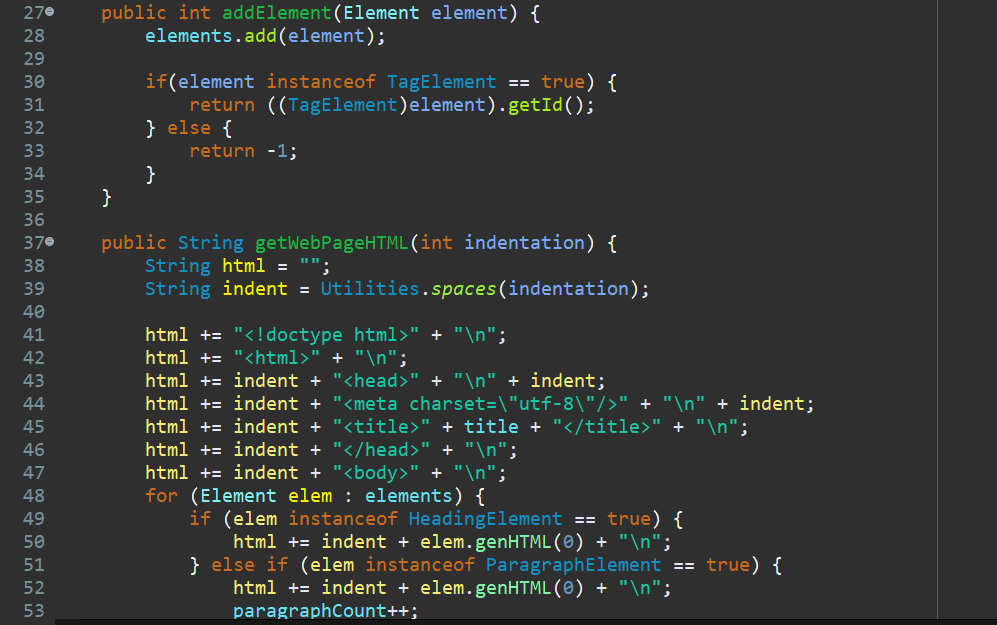 27 public int addElement(Element element) {
28 elements.add(element);
29
30 if(element instanceof TagElement == true) {
31 return ((TagElement)element).getId();
32 } else {
33 return -1;
34 }
35 }
36
37 public String getWebPageHTML(int indentation) {
38 String html = "";
39 String indent = Utilities.spaces(indentation);
40
41 html += "<!doctype html>" + "\n";
42 html += "<html>" + "\n";
43 html += indent + "<head>" + "\n" + indent;
44 html += indent + "<meta charset=\"utf-8\"/>" + "\n" + indent;
45 html += indent + "<title>" + title + "</title>" + "\n";
46 html += indent + "</head>" + "\n";
47 html += indent + "<body>" + "\n";
48 for (Element elem : elements) {
49 if (elem instanceof HeadingElement == true) {
50 html += indent + elem.genHTML(0) + "\n";
51 } else if (elem instanceof ParagraphElement == true) {
52 html += indent + elem.genHTML(0) + "\n";
53 paragraphCount++;